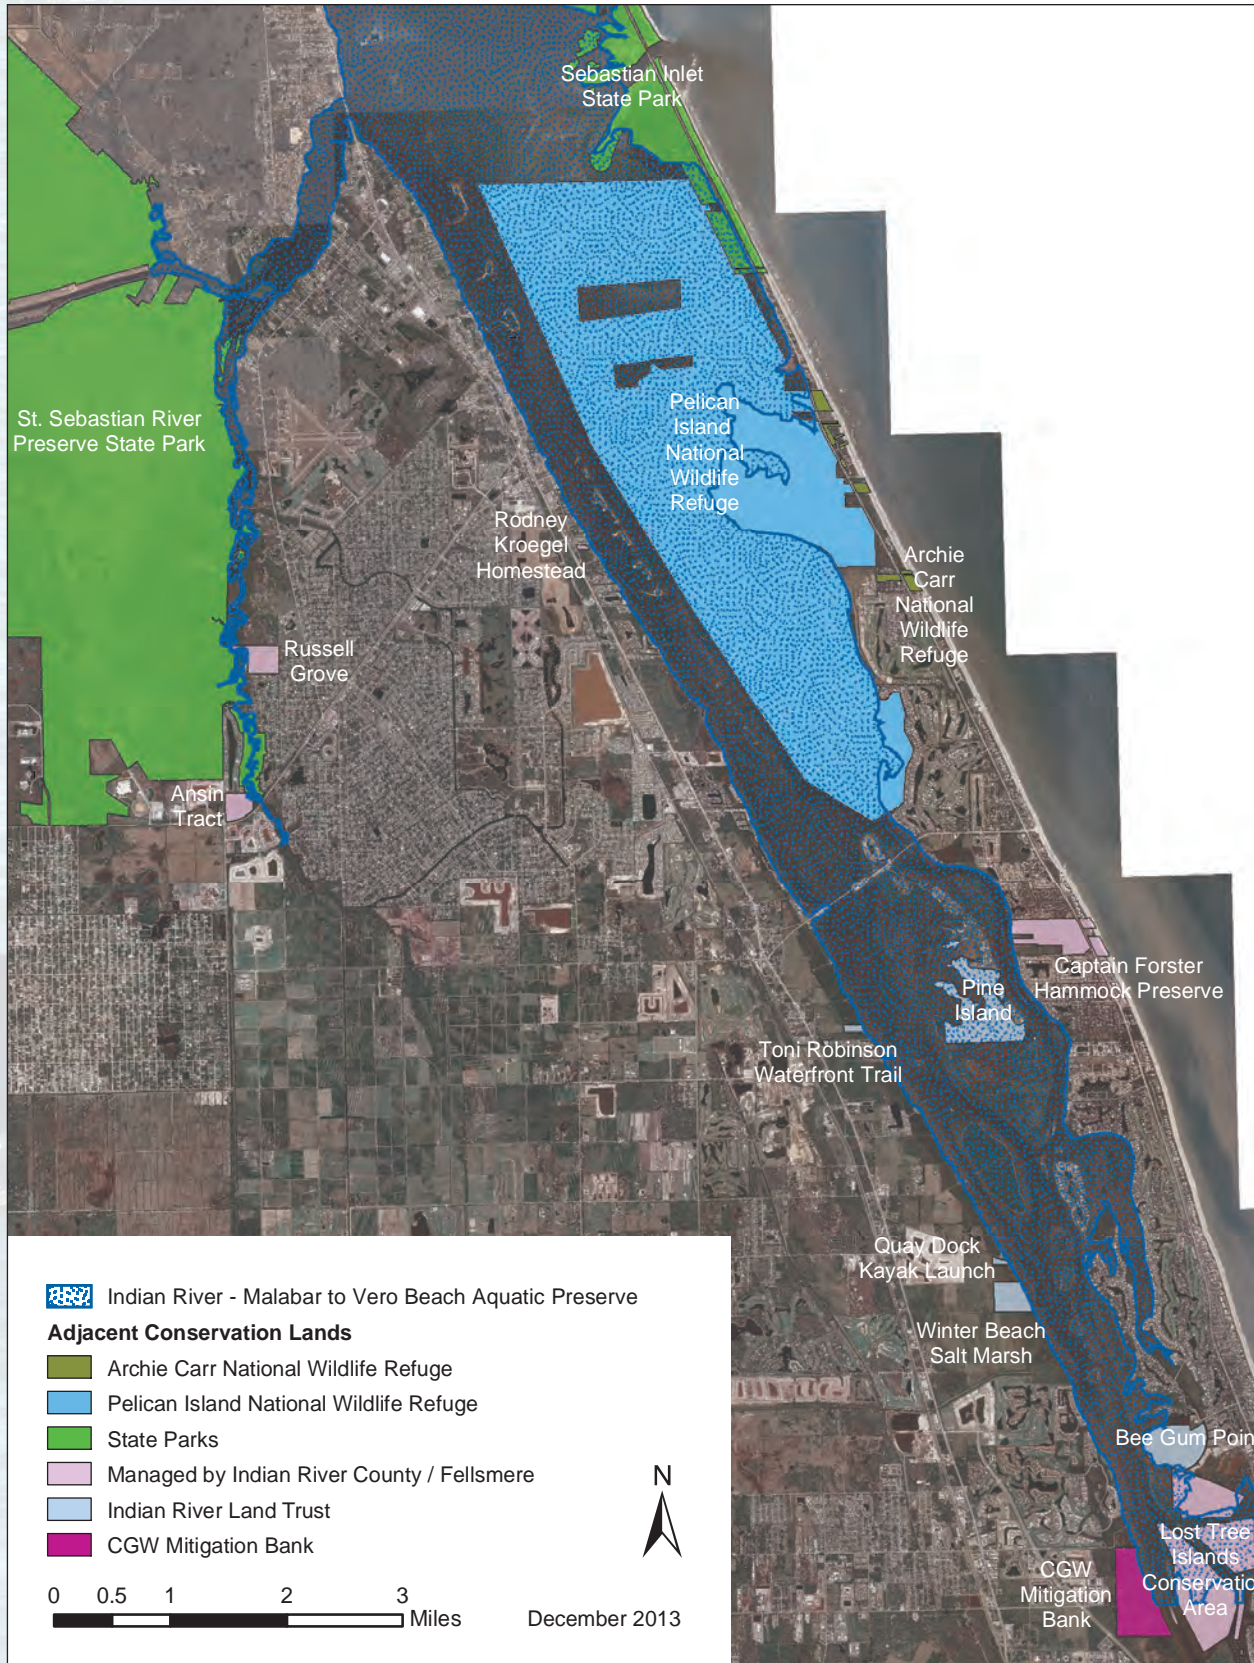 Sebastian Inlet
State Park
St. Sebastian River
Preserve State Park
Pelican
Island
National
Wildlife
Refuge
Rodney
Kroegel
Homestead
Archie
Carr
National
Wildlife
Refuge
Russell
Grove
Ansin
Tract
Captain Forster
Hammock Preserve
Pine
Island
Toni Robinson
Waterfront Trail
Quay Dock
Kayak Launch
Winter Beach
Salt Marsh
Bee Gum Poin
Lost Tree
Islands
Conservatio
Area
CGW
Mitigation
Bank
Indian River - Malabar to Vero Beach Aquatic Preserve
Adjacent Conservation Lands
Archie Carr National Wildlife Refuge
Pelican Island National Wildlife Refuge
State Parks
Managed by Indian River County / Fellsmere
Indian River Land Trust
CGW Mitigation Bank
N
0 0.5 1 2 3
Miles
December 2013